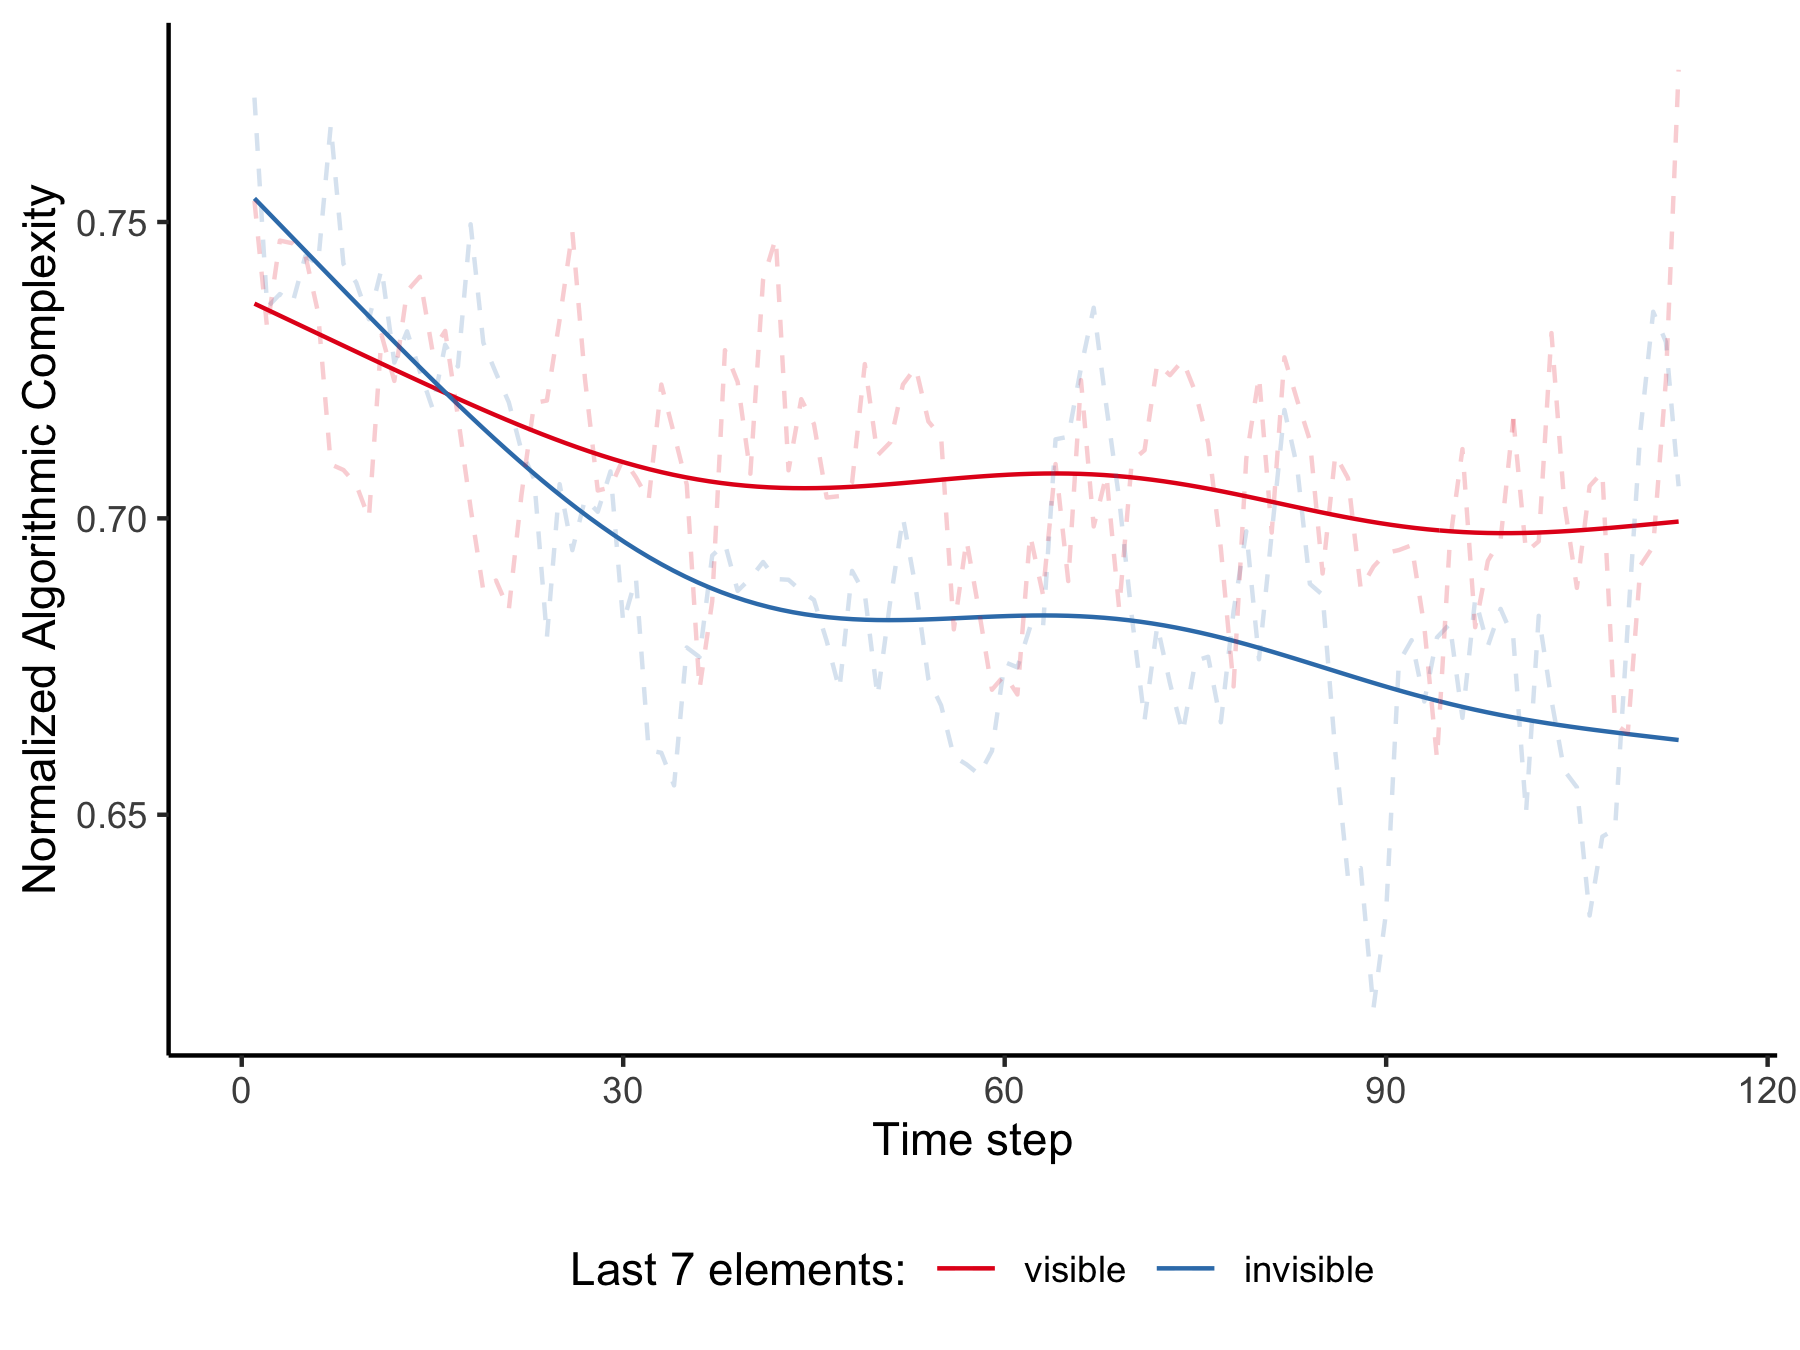 Normalized Algorithmic Complexity
0.75
0.70
0.65
0
30
60
90
120
Time step
Last 7 elements:
visible
invisible